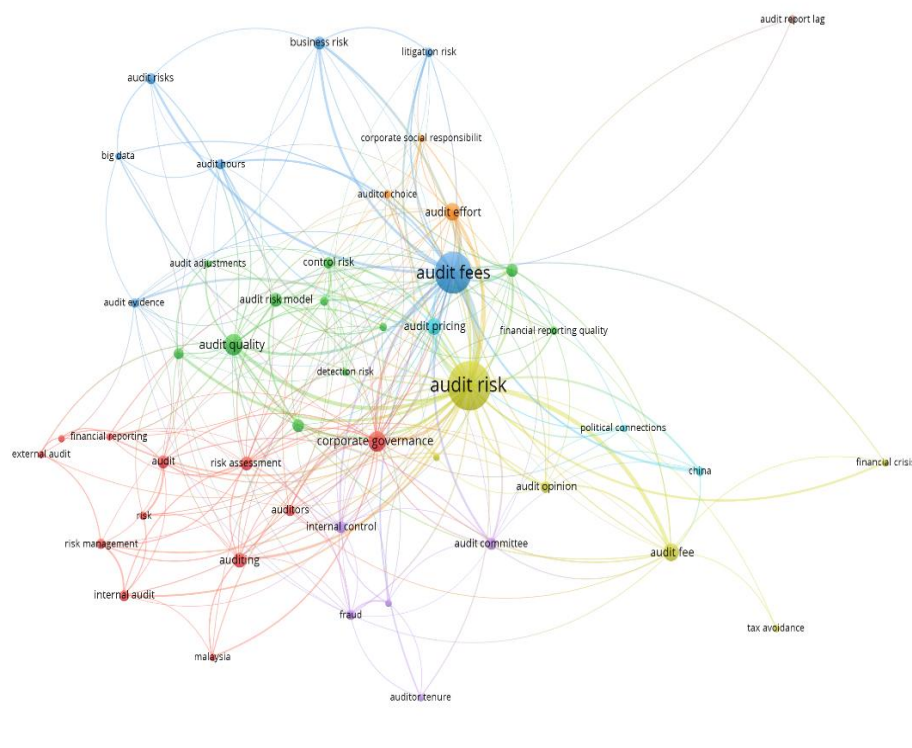 audit report lag
business risk
litigation risk
audit risks
corporate social responsibilit
big data
audit hours
auditor choice
audit effort
audit adjustments
control risk
audit fees
audit evidence
audit risk model
audit pricing
financial reporting quality
audit quality
detection risk
audit risk
political connections
financial reporting
corporate governance
external audit
audit
risk assessment
financial crisis
china
audit opinion
auditors
risk
internal control
risk management
audit committee
audit fee
auditing
internal audit
fraud
tax avoidance
malaysia
auditor tenure